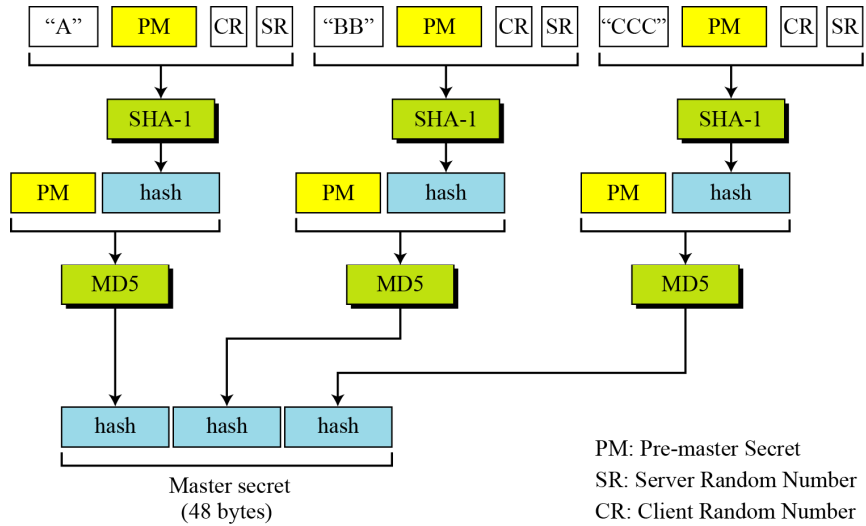 “A” PM CR SR “BB” PM CR SR “CCC” PM CR SR
SHA-1 SHA-1 SHA-1
PM hash PM hash PM hash
MD5 MD5 MD5
hash hash hash
Master secret
(48 bytes)
PM: Pre-master Secret
SR: Server Random Number
CR: Client Random Number